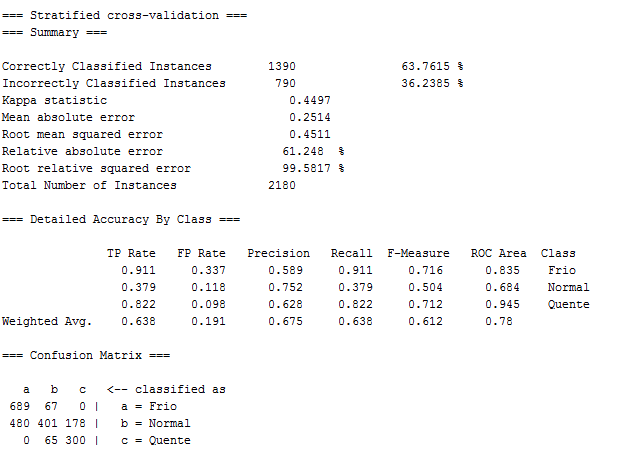 === Stratified cross-validation ===
=== Summary ===
Correctly Classified Instances 1390 63.7615 %
Incorrectly Classified Instances 790 36.2385 %
Kappa statistic 0.4497
Mean absolute error 0.2514
Root mean squared error 0.4511
Relative absolute error 61.248 %
Root relative squared error 99.5817 %
Total Number of Instances 2180
=== Detailed Accuracy By Class ===
TP Rate FP Rate Precision Recall F-Measure ROC Area Class
0.911 0.337 0.589 0.911 0.716 0.835 Frio
0.379 0.118 0.752 0.379 0.504 0.684 Normal
0.822 0.098 0.628 0.822 0.712 0.945 Quente
Weighted Avg. 0.638 0.191 0.675 0.638 0.612 0.78
=== Confusion Matrix ===
a b c <-- classified as
689 67 0 | a = Frio
480 401 178 | b = Normal
0 65 300 | c = Quente